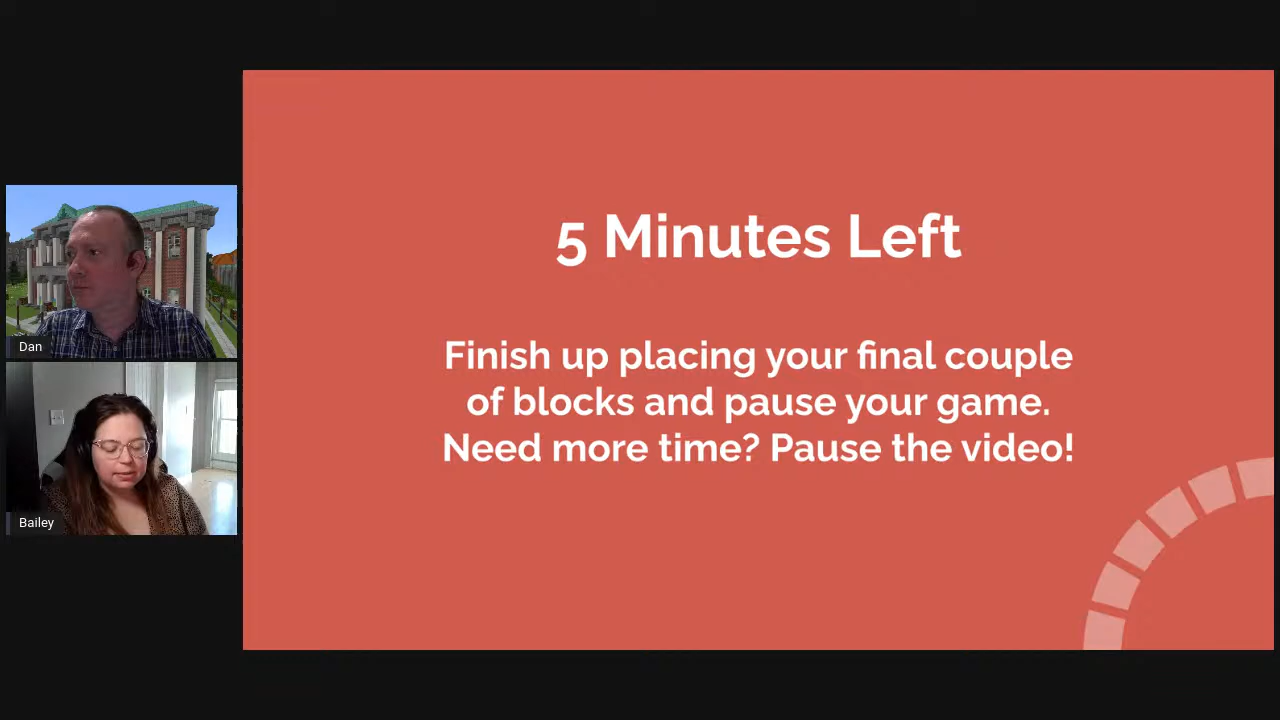 5 Minutes Left
Finish up placing your final couple
of blocks and pause your game.
Need more time? Pause the video!
Dan
Bailey